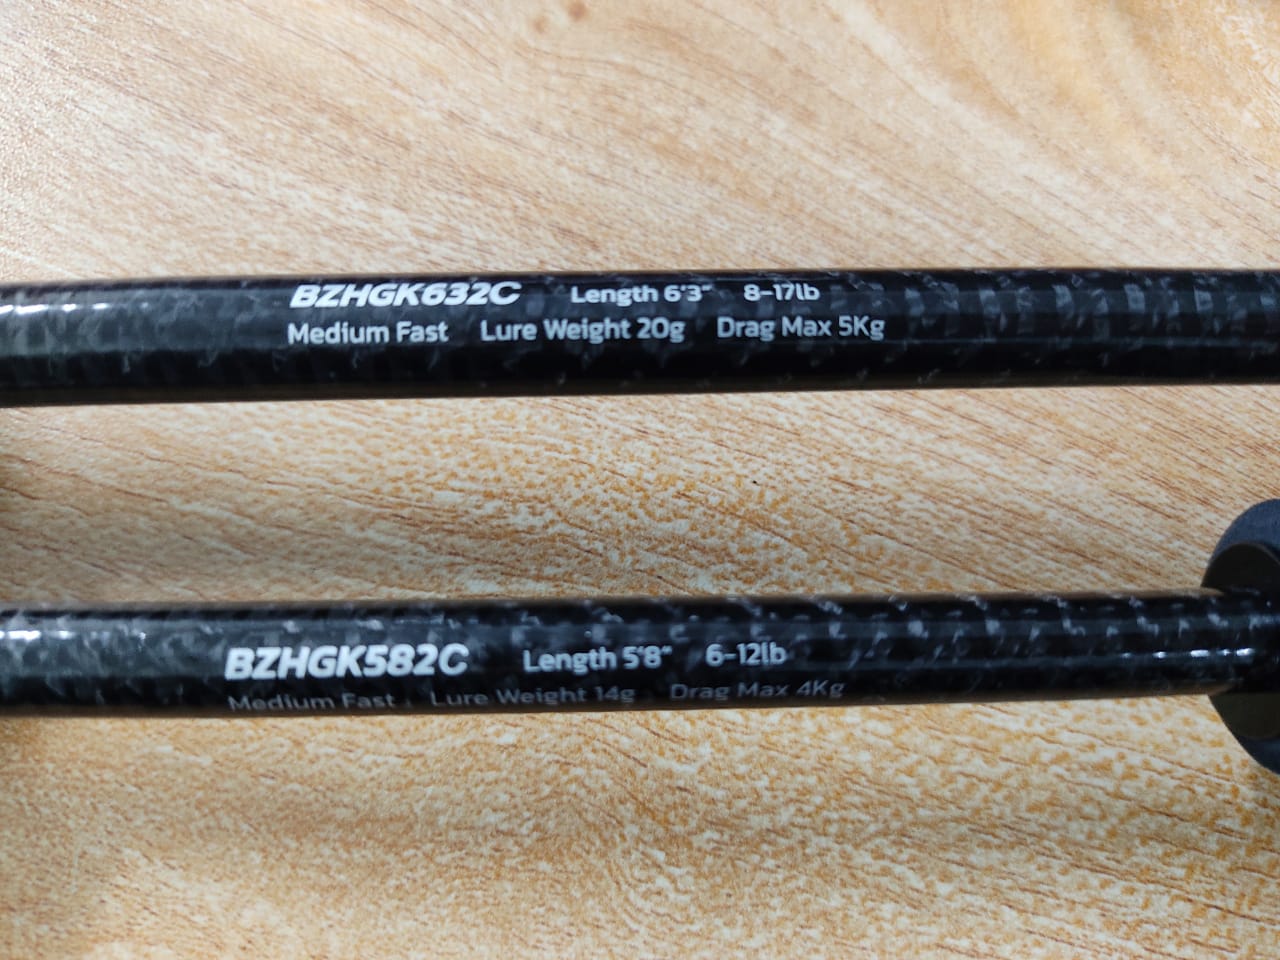 BZHGK632C Length 6'3" 8-17lb
Medium Fast Lure Weight 20g Drag Max 5Kg
BZHGK582C Length 5'8" 6-12lb
Medium Fast Lure Weight 14g Drag Max 4Kg